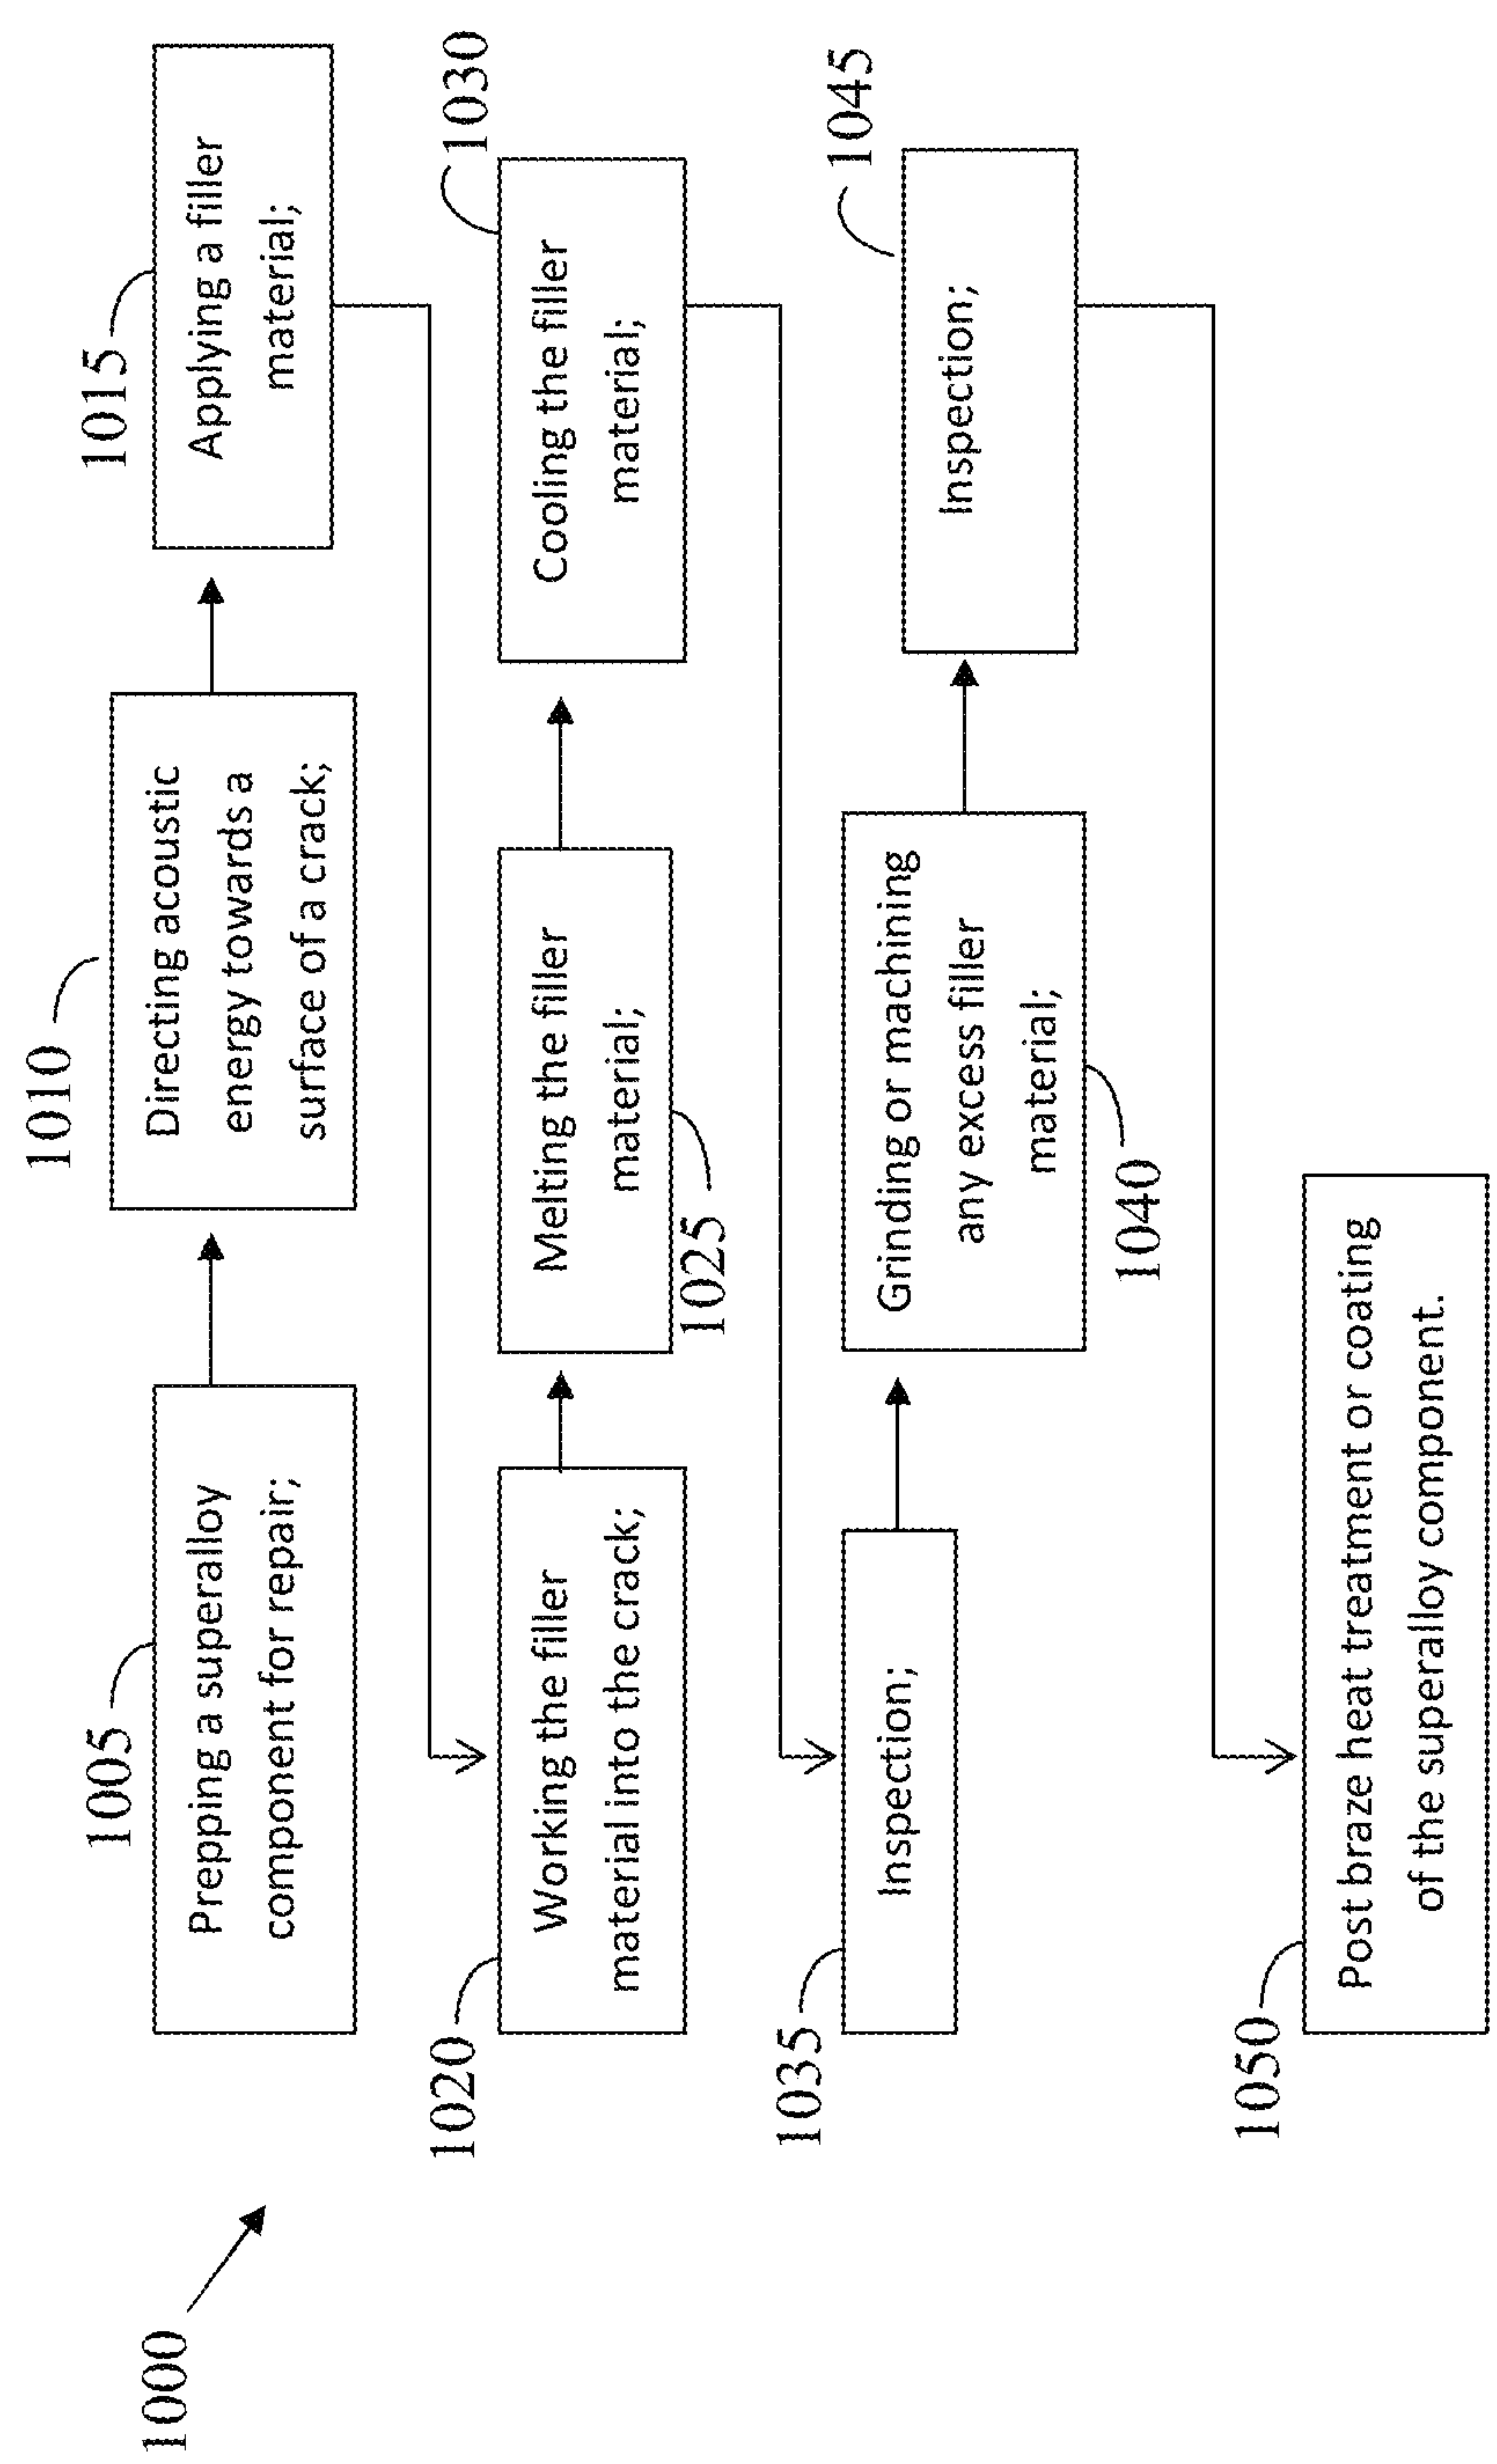 1000
1005
Prepping a superalloy
component for repair;
1010
Directing acoustic
energy towards a
surface of a crack;
1015
Applying a filler
material;
1020
Working the filler
material into the crack;
1025
Melting the filler
material;
1030
Cooling the filler
material;
1035
Inspection;
1040
Grinding or machining
any excess filler
material;
1045
Inspection;
1050
Post braze heat treatment or coating
of the superalloy component.